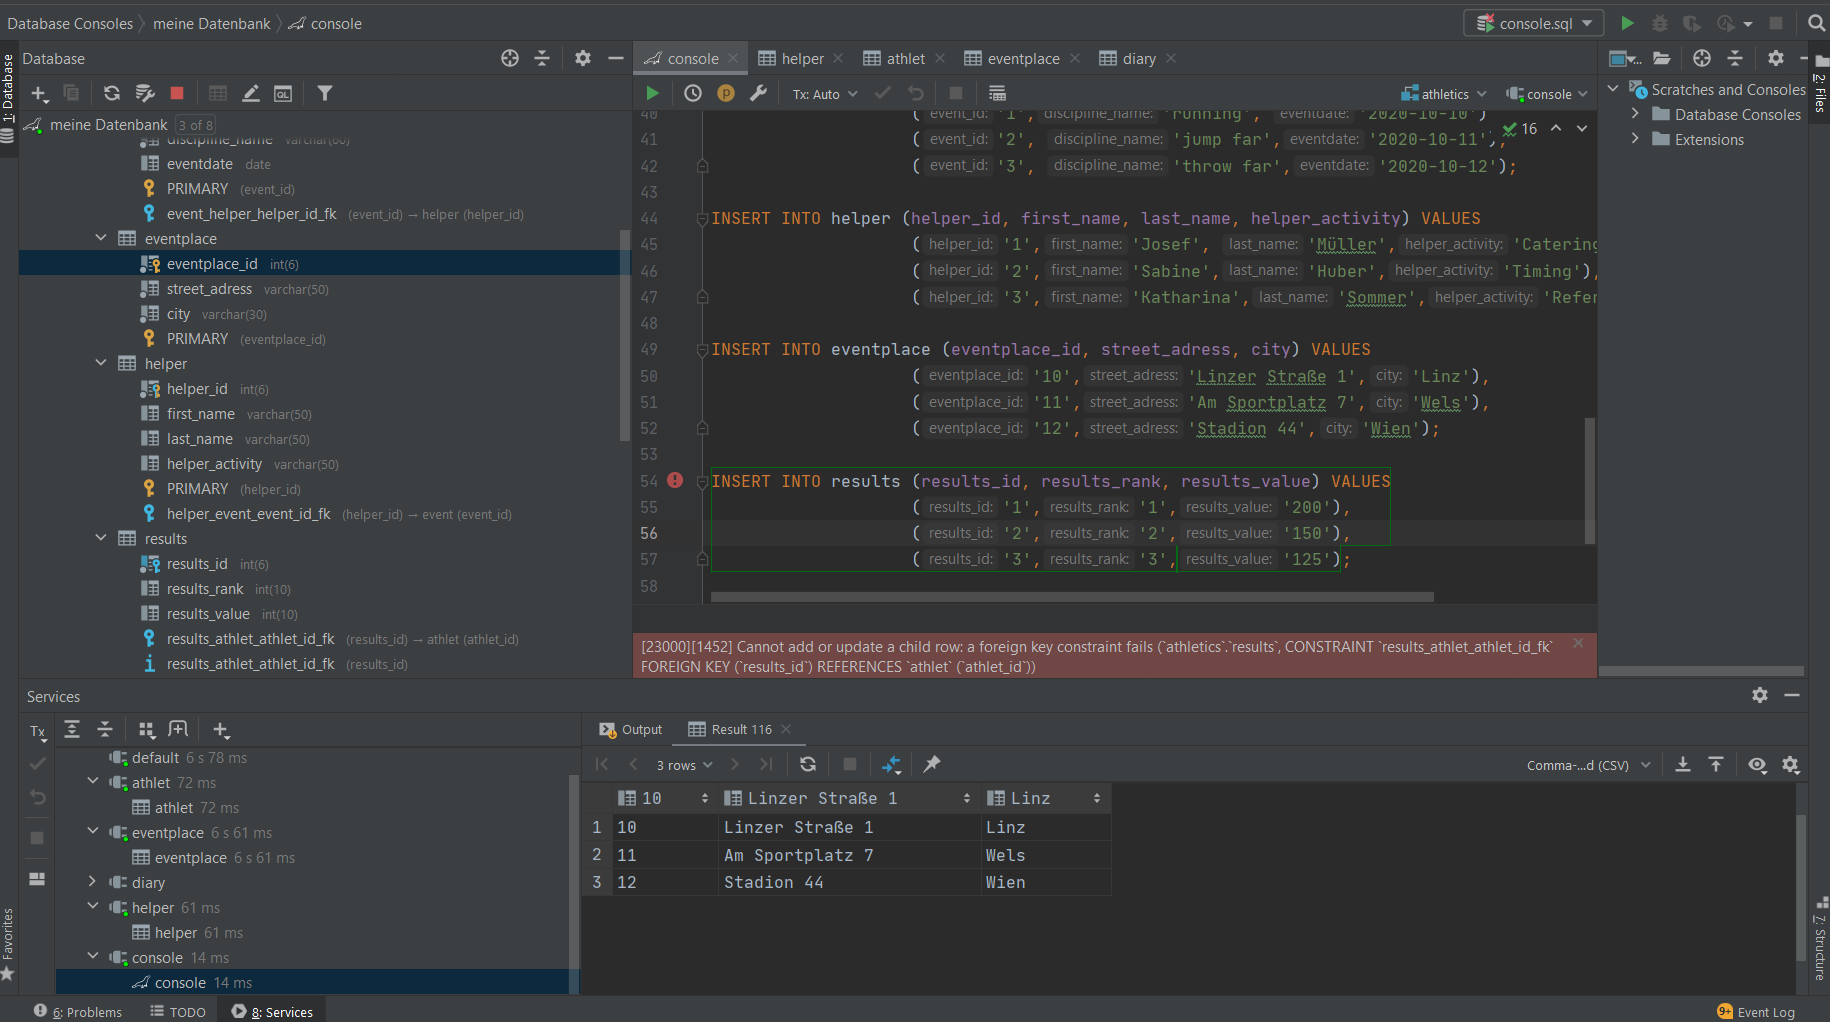 Database Consoles meine Datenbank console
console.sql
1: Database
Database
console helper athlet eventplace diary
Tx: Auto
athletics console
2: Files
Scratches and Consoles
Database Consoles
Extensions
meine Datenbank 3 of 8
discipline_name varchar(60)
eventdate date
PRIMARY (event_id)
event_helper_helper_id_fk (event_id) → helper (helper_id)
eventplace
eventplace_id int(6)
street_adress varchar(50)
city varchar(30)
PRIMARY (eventplace_id)
helper
helper_id int(6)
first_name varchar(50)
last_name varchar(50)
helper_activity varchar(50)
PRIMARY (helper_id)
helper_event_event_id_fk (helper_id) → event (event_id)
results
results_id int(6)
results_rank int(10)
results_value int(10)
results_athlet_athlet_id_fk (results_id) → athlet (athlet_id)
results_athlet_athlet_id_fk (results_id)
16
40 ( event_id: '1', discipline_name: 'running', eventdate: '2020-10-10')
41 ( event_id: '2', discipline_name: 'jump far', eventdate: '2020-10-11'),
42 ( event_id: '3', discipline_name: 'throw far', eventdate: '2020-10-12');
43
44 INSERT INTO helper (helper_id, first_name, last_name, helper_activity) VALUES
45 ( helper_id: '1', first_name: 'Josef', last_name: 'Müller', helper_activity: 'Catering
46 ( helper_id: '2', first_name: 'Sabine', last_name: 'Huber', helper_activity: 'Timing'),
47 ( helper_id: '3', first_name: 'Katharina', last_name: 'Sommer', helper_activity: 'Refer
48
49 INSERT INTO eventplace (eventplace_id, street_adress, city) VALUES
50 ( eventplace_id: '10', street_adress: 'Linzer Straße 1', city: 'Linz'),
51 ( eventplace_id: '11', street_adress: 'Am Sportplatz 7', city: 'Wels'),
52 ( eventplace_id: '12', street_adress: 'Stadion 44', city: 'Wien');
53
54 INSERT INTO results (results_id, results_rank, results_value) VALUES
55 ( results_id: '1', results_rank: '1', results_value: '200'),
56 ( results_id: '2', results_rank: '2', results_value: '150'),
57 ( results_id: '3', results_rank: '3', results_value: '125');
58
[23000][1452] Cannot add or update a child row: a foreign key constraint fails (`athletics`.`results`, CONSTRAINT `results_athlet_athlet_id_fk`
FOREIGN KEY (`results_id`) REFERENCES `athlet` (`athlet_id`))
Services
Tx
default 6 s 78 ms
athlet 72 ms
athlet 72 ms
eventplace 6 s 61 ms
eventplace 6 s 61 ms
diary
helper 61 ms
helper 61 ms
console 14 ms
console 14 ms
Output Result 116
3 rows
Comma-...d (CSV)
10 Linzer Straße 1 Linz
1 10 Linzer Straße 1 Linz
2 11 Am Sportplatz 7 Wels
3 12 Stadion 44 Wien
Favorites
7: Structure
6: Problems TODO 8: Services
9+ Event Log